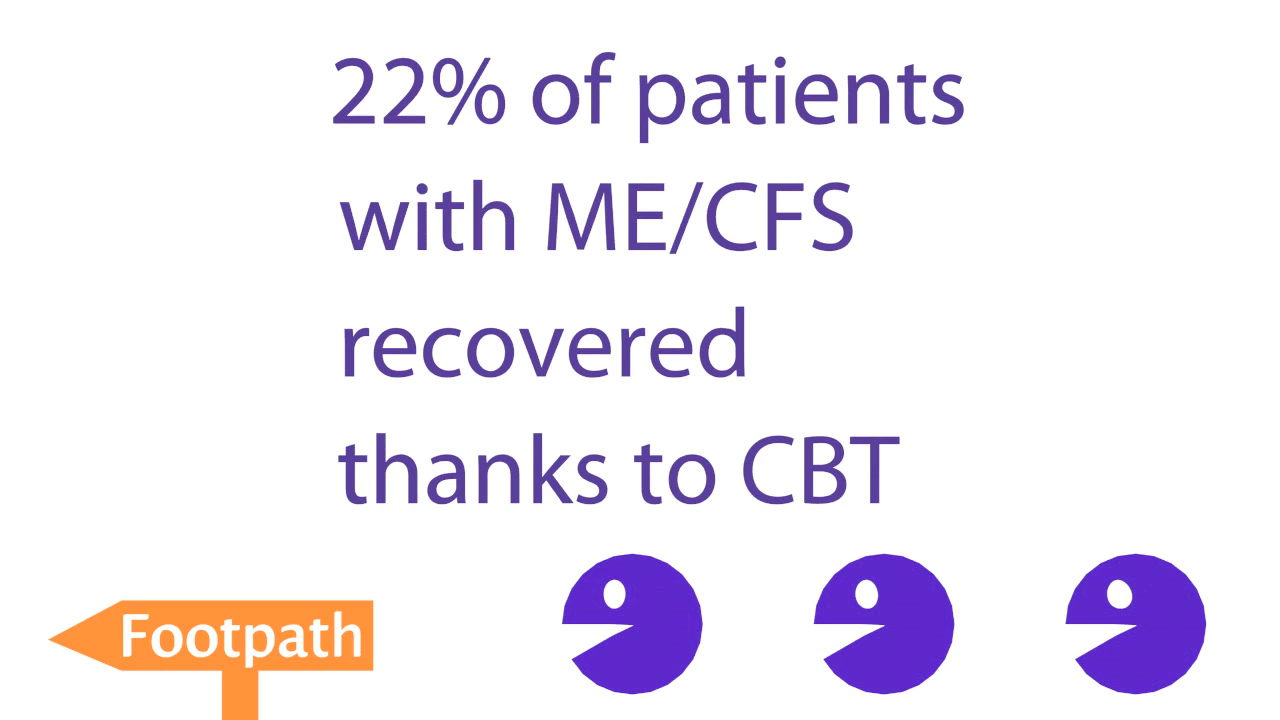 22% of patients
with ME/CFS
recovered
thanks to CBT
Footpath